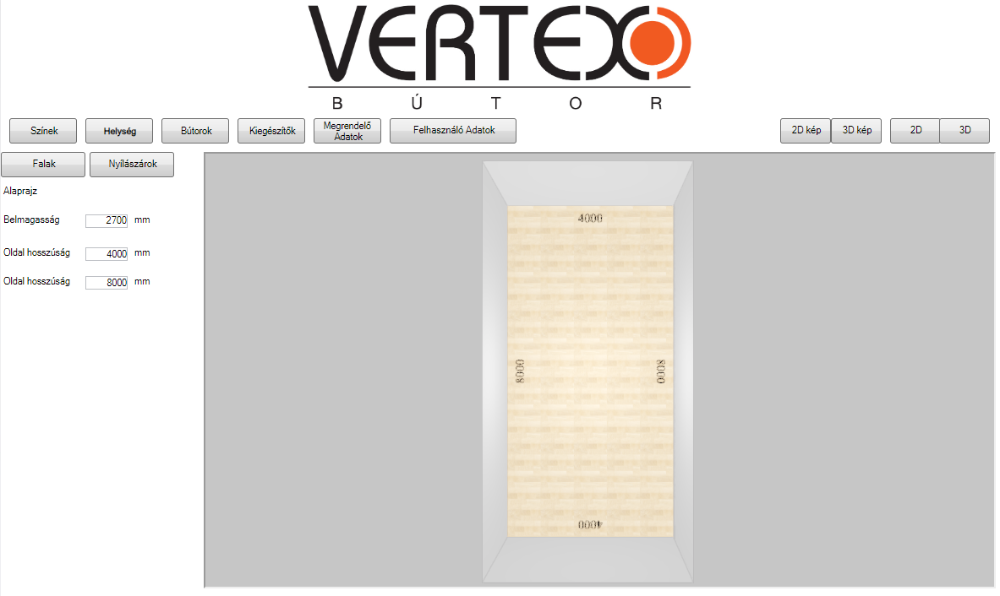 VERTEX
BÚTOR
Színek Helység Bútorok Kiegészítők Megrendelő Adatok Felhasználó Adatok 2D kép 3D kép 2D 3D
Falak Nyílászárok
Alaprajz
Belmagasság 2700 mm
Oldal hosszúság 4000 mm
Oldal hosszúság 8000 mm
4000
8000 8000
4000